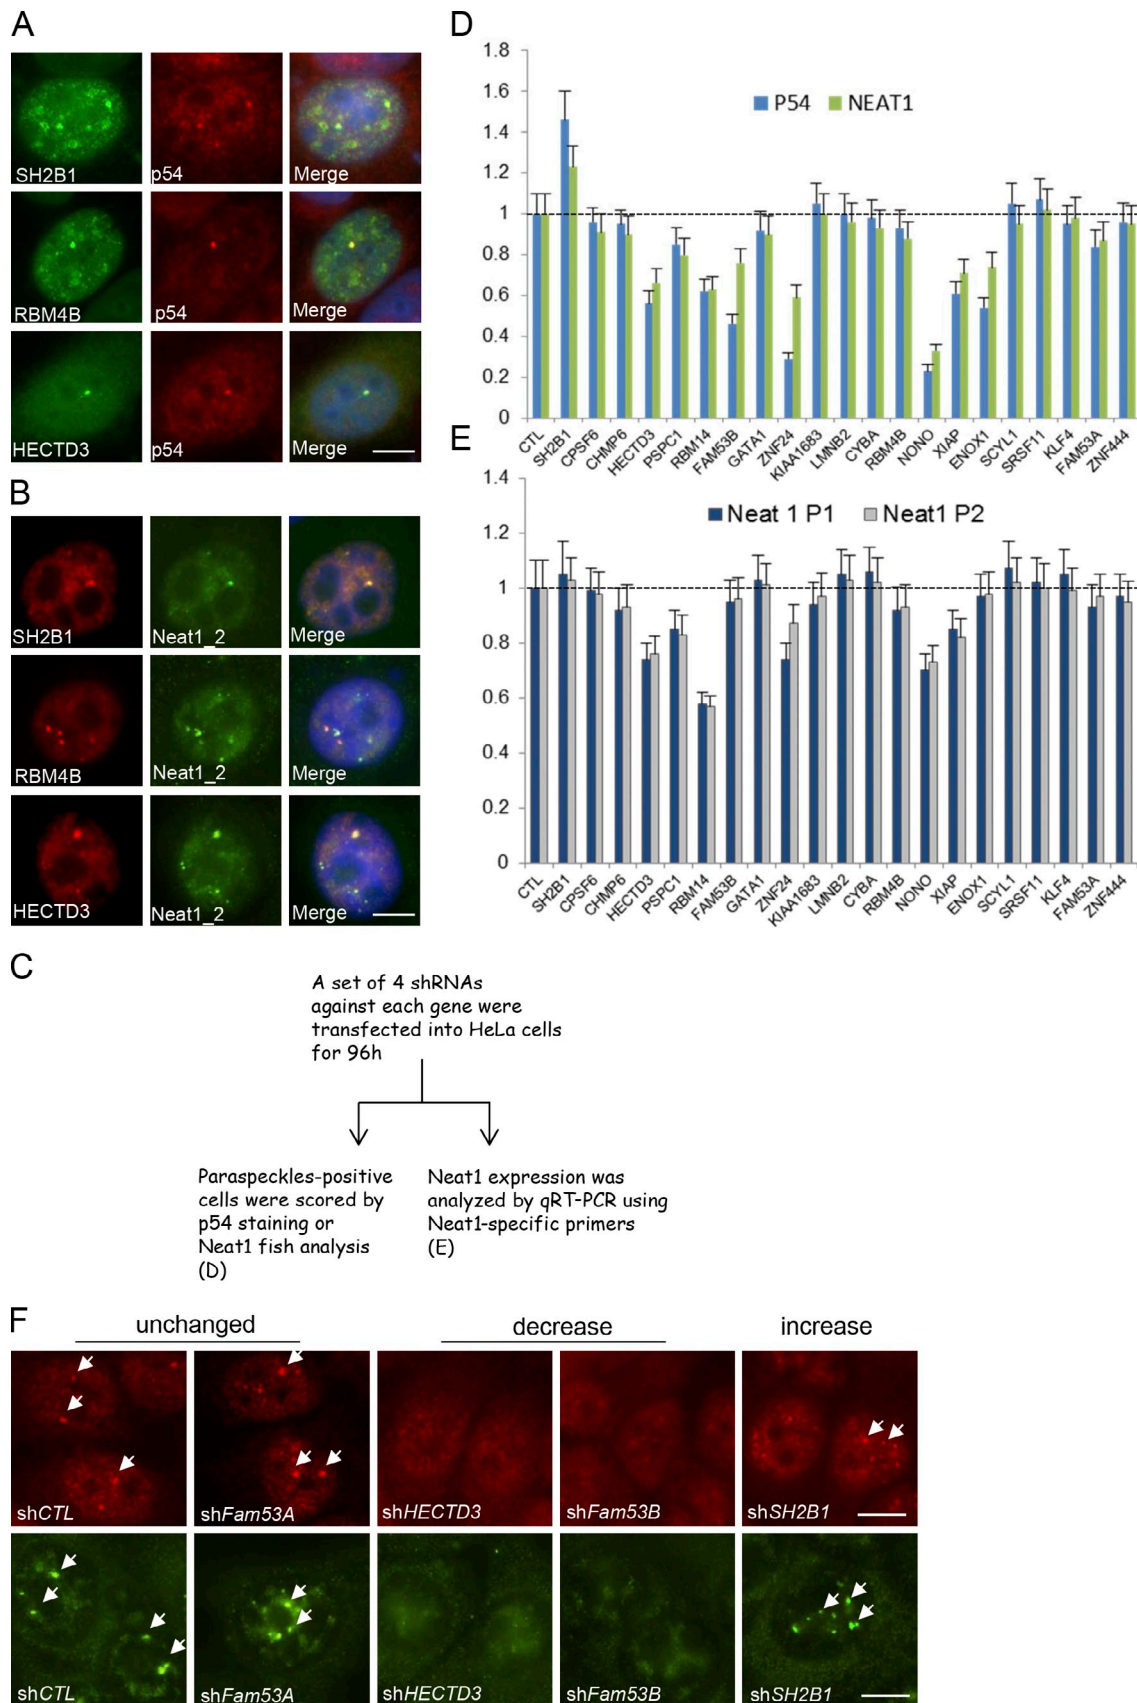 A
SH2B1 p54 Merge
RBM4B p54 Merge
HECTD3 p54 Merge
B
SH2B1 Neat1_2 Merge
RBM4B Neat1_2 Merge
HECTD3 Neat1_2 Merge
D
1.8
1.6
1.4
1.2
1
0.8
0.6
0.4
0.2
0
P54 NEAT1
CTL SH2B1 CPSF6 CHMP6 HECTD3 PSPC1 RBM14 FAM53B GATA1 ZNF24 KIAA1683 LMNB2 CYBA RBM4B NONO XIAP ENOX1 SCYL1 SRSF11 KLF4 FAM53A ZNF444
E
1.4
1.2
1
0.8
0.6
0.4
0.2
0
Neat 1 P1 Neat1 P2
CTL SH2B1 CPSF6 CHMP6 HECTD3 PSPC1 RBM14 FAM53B GATA1 ZNF24 KIAA1683 LMNB2 CYBA RBM4B NONO XIAP ENOX1 SCYL1 SRSF11 KLF4 FAM53A ZNF444
C
A set of 4 shRNAs
against each gene were
transfected into HeLa cells
for 96h
Paraspeckles-positive
cells were scored by
p54 staining or
Neat1 fish analysis
(D)
Neat1 expression was
analyzed by qRT-PCR using
Neat1-specific primers
(E)
F
unchanged decrease increase
shCTL shFam53A shHECTD3 shFam53B shSH2B1
shCTL shFam53A shHECTD3 shFam53B shSH2B1